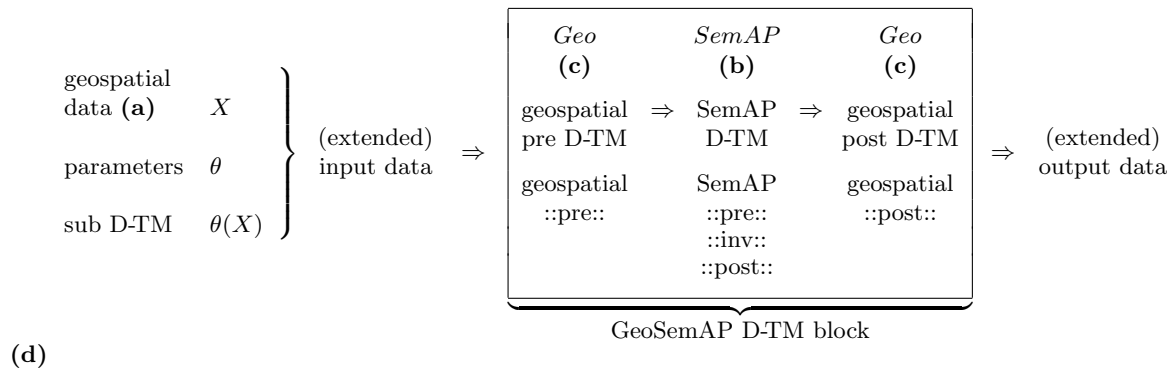 Geo SemAP Geo
(c) (b) (c)
geospatial
data (a) X
geospatial ⇒ SemAP ⇒ geospatial
pre D-TM D-TM post D-TM
parameters θ
(extended)
input data ⇒
⇒ (extended)
output data
geospatial SemAP geospatial
::pre:: ::pre:: ::post::
sub D-TM θ(X)
::inv::
::post::
GeoSemAP D-TM block
(d)